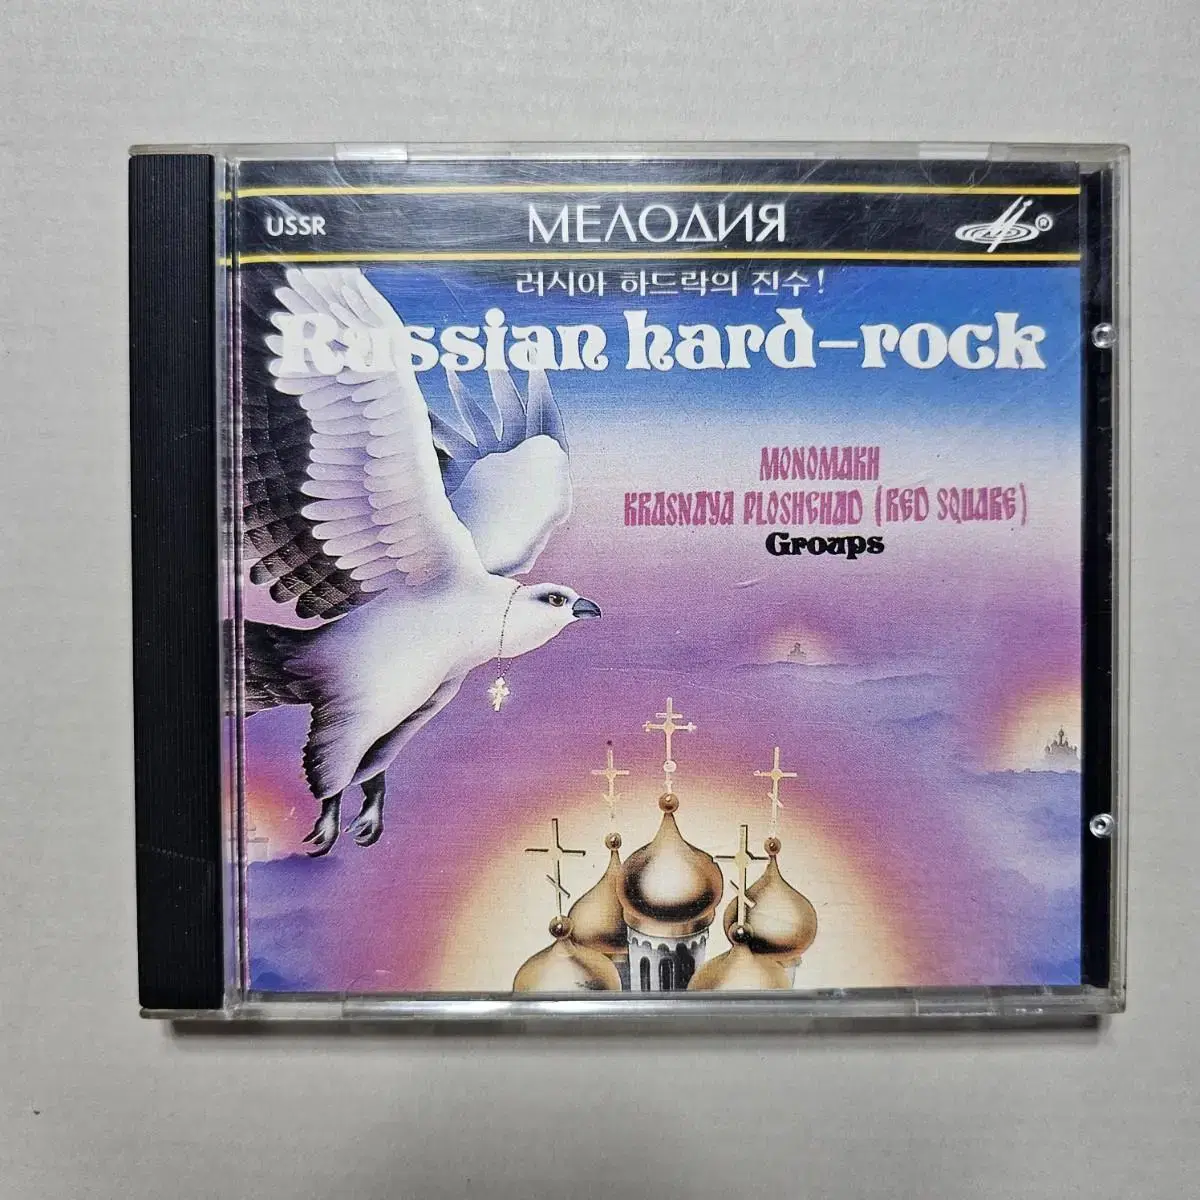 USSR
МЕЛОДИЯ
®
러시아 하드락의 진수!
Russian hard-rock
MONOMAKH
KRASNAYA PLOSHEHAD (RED SQUARE)
Groups